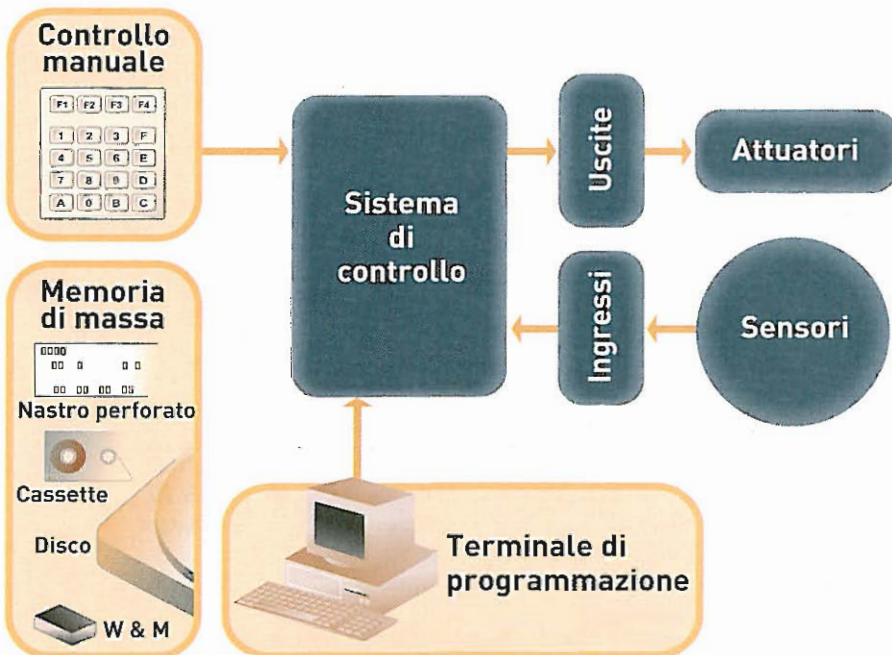 Controllo
manuale
F1 F2 F3 F4
1 2 3 F
4 5 6 E
7 8 9 D
A 0 B C
Sistema
di
controllo
Uscite
Attuatori
Ingressi
Sensori
Memoria
di massa
Nastro perforato
Cassette
Disco
W & M
Terminale di
programmazione